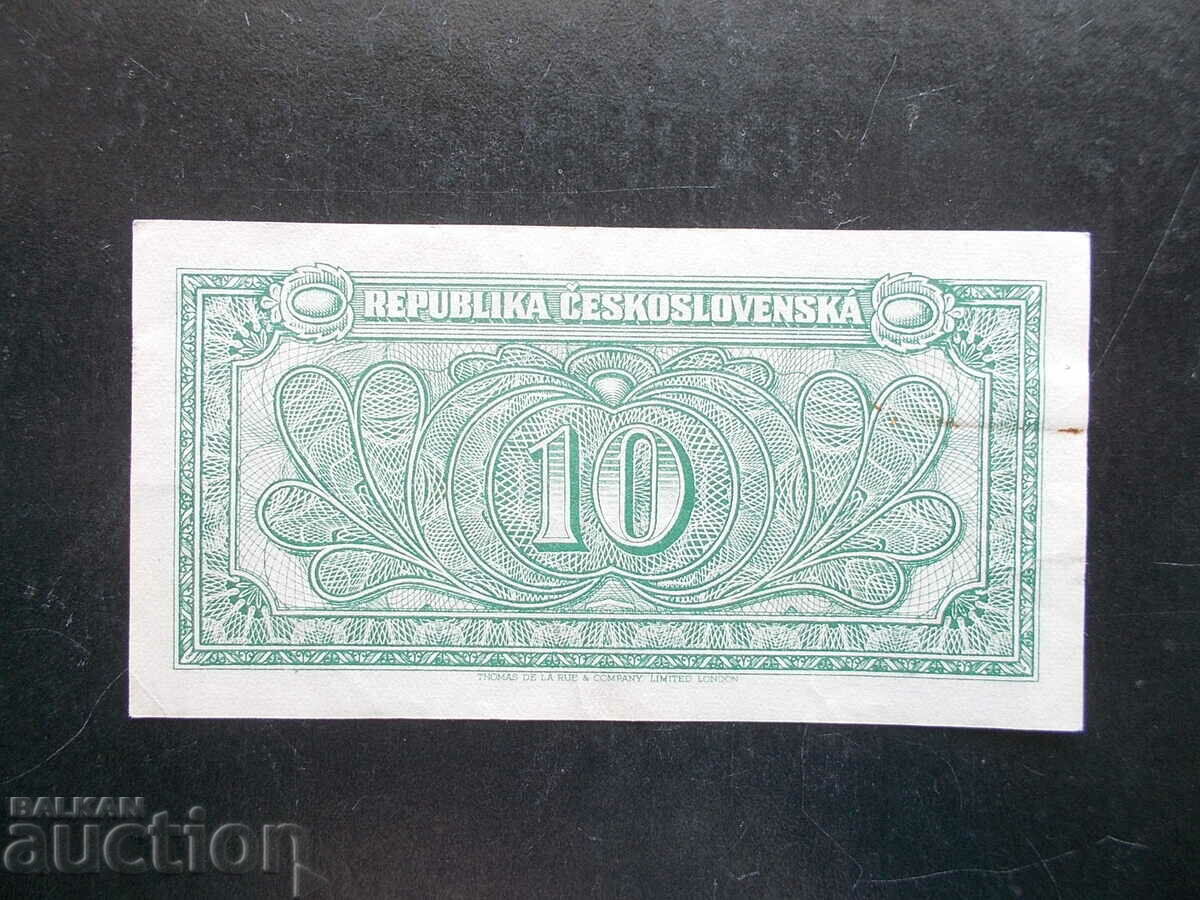 REPUBLIKA ČESKOSLOVENSKÁ
10
THOMAS DE LA RUE & COMPANY LIMITED LONDON
BALKAN
auction